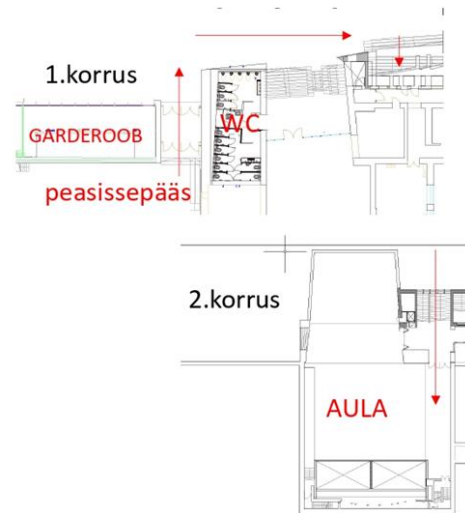 1.korrus
GARDEROOB
WC
peasissepääs
2.korrus
AULA